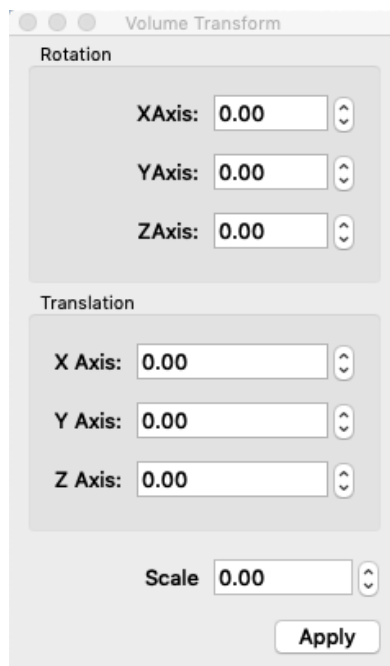 Volume Transform
Rotation
XAxis: 0.00
YAxis: 0.00
ZAxis: 0.00
Translation
X Axis: 0.00
Y Axis: 0.00
Z Axis: 0.00
Scale 0.00
Apply